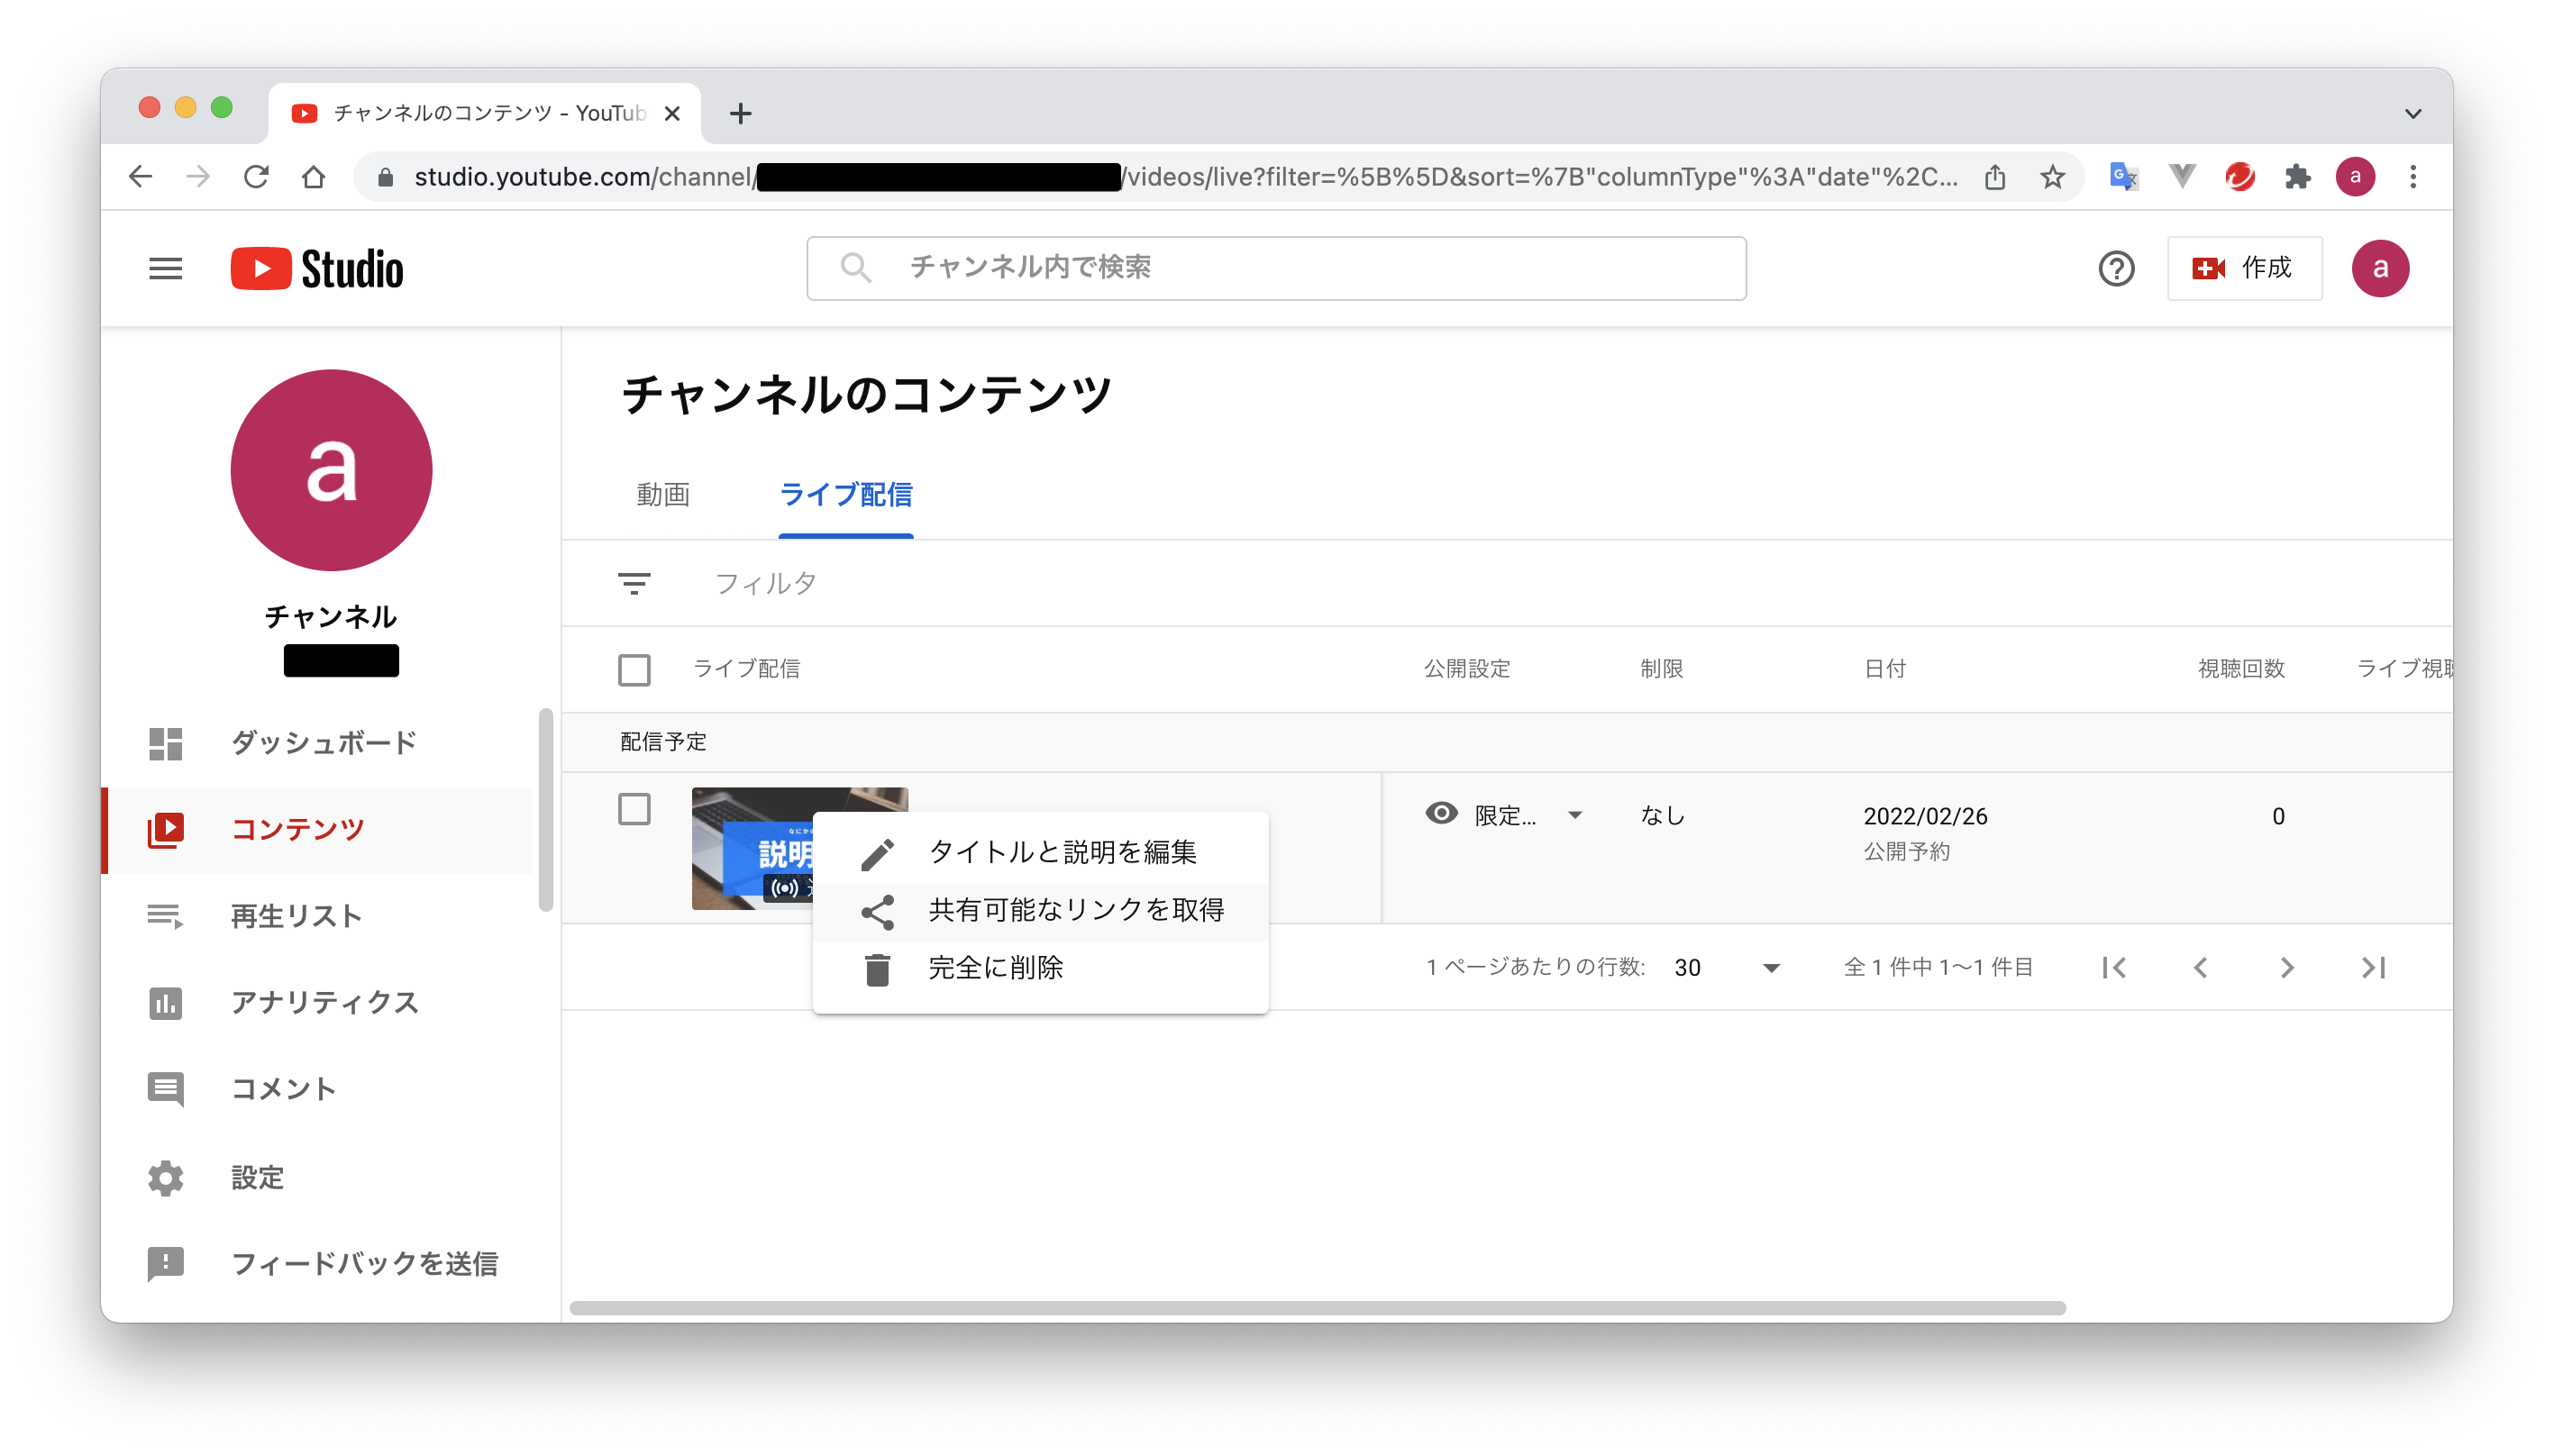 チャンネルのコンテンツ - YouTub
studio.youtube.com/channel/
/videos/live?filter=%5B%5D&sort=%7B"columnType"%3A"date"%2C...
a
Studio
チャンネル内で検索
作成
a
a
チャンネル
ダッシュボード
コンテンツ
再生リスト
アナリティクス
コメント
設定
フィードバックを送信
チャンネルのコンテンツ
動画
ライブ配信
フィルタ
ライブ配信
公開設定
制限
日付
視聴回数
ライブ視聴
配信予定
説明
限定...
なし
2022/02/26
公開予約
0
タイトルと説明を編集
共有可能なリンクを取得
完全に削除
1 ページあたりの行数:
30
全 1 件中 1～1 件目